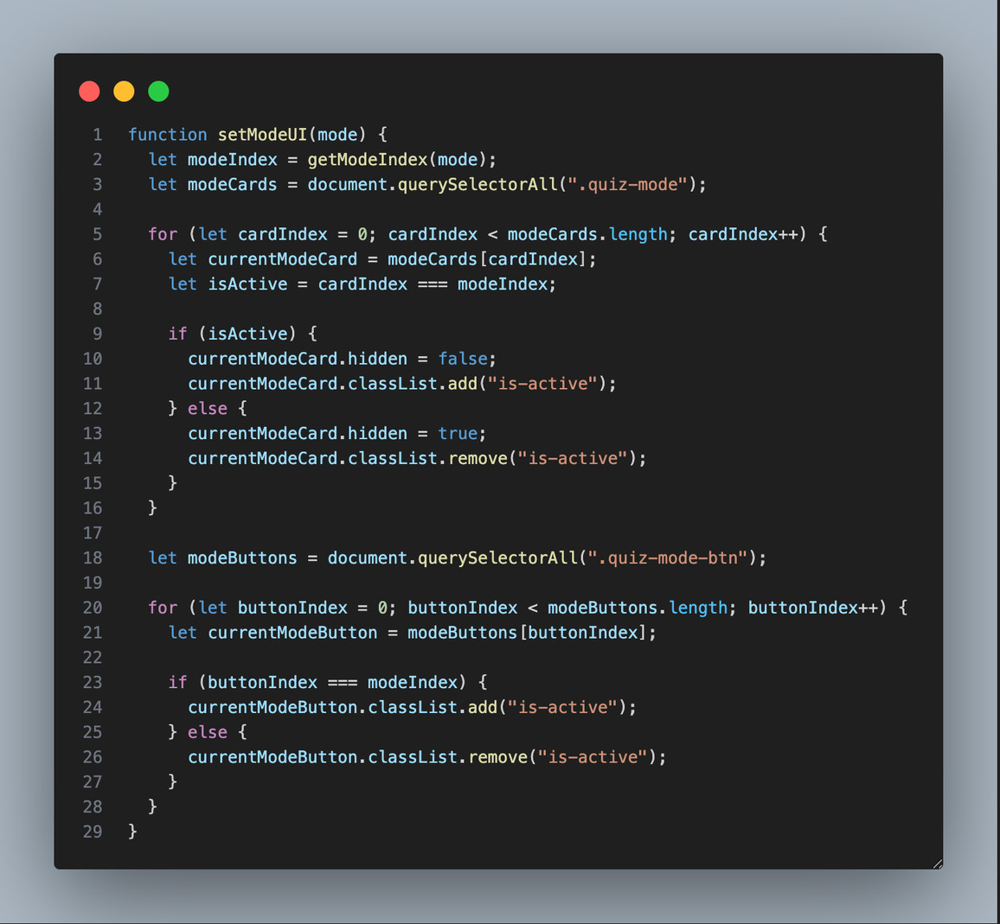 1 function setModeUI(mode) {
2   let modeIndex = getModeIndex(mode);
3   let modeCards = document.querySelectorAll(".quiz-mode");
4
5   for (let cardIndex = 0; cardIndex < modeCards.length; cardIndex++) {
6     let currentModeCard = modeCards[cardIndex];
7     let isActive = cardIndex === modeIndex;
8
9     if (isActive) {
10       currentModeCard.hidden = false;
11       currentModeCard.classList.add("is-active");
12     } else {
13       currentModeCard.hidden = true;
14       currentModeCard.classList.remove("is-active");
15     }
16   }
17
18   let modeButtons = document.querySelectorAll(".quiz-mode-btn");
19
20   for (let buttonIndex = 0; buttonIndex < modeButtons.length; buttonIndex++) {
21     let currentModeButton = modeButtons[buttonIndex];
22
23     if (buttonIndex === modeIndex) {
24       currentModeButton.classList.add("is-active");
25     } else {
26       currentModeButton.classList.remove("is-active");
27     }
28   }
29 }